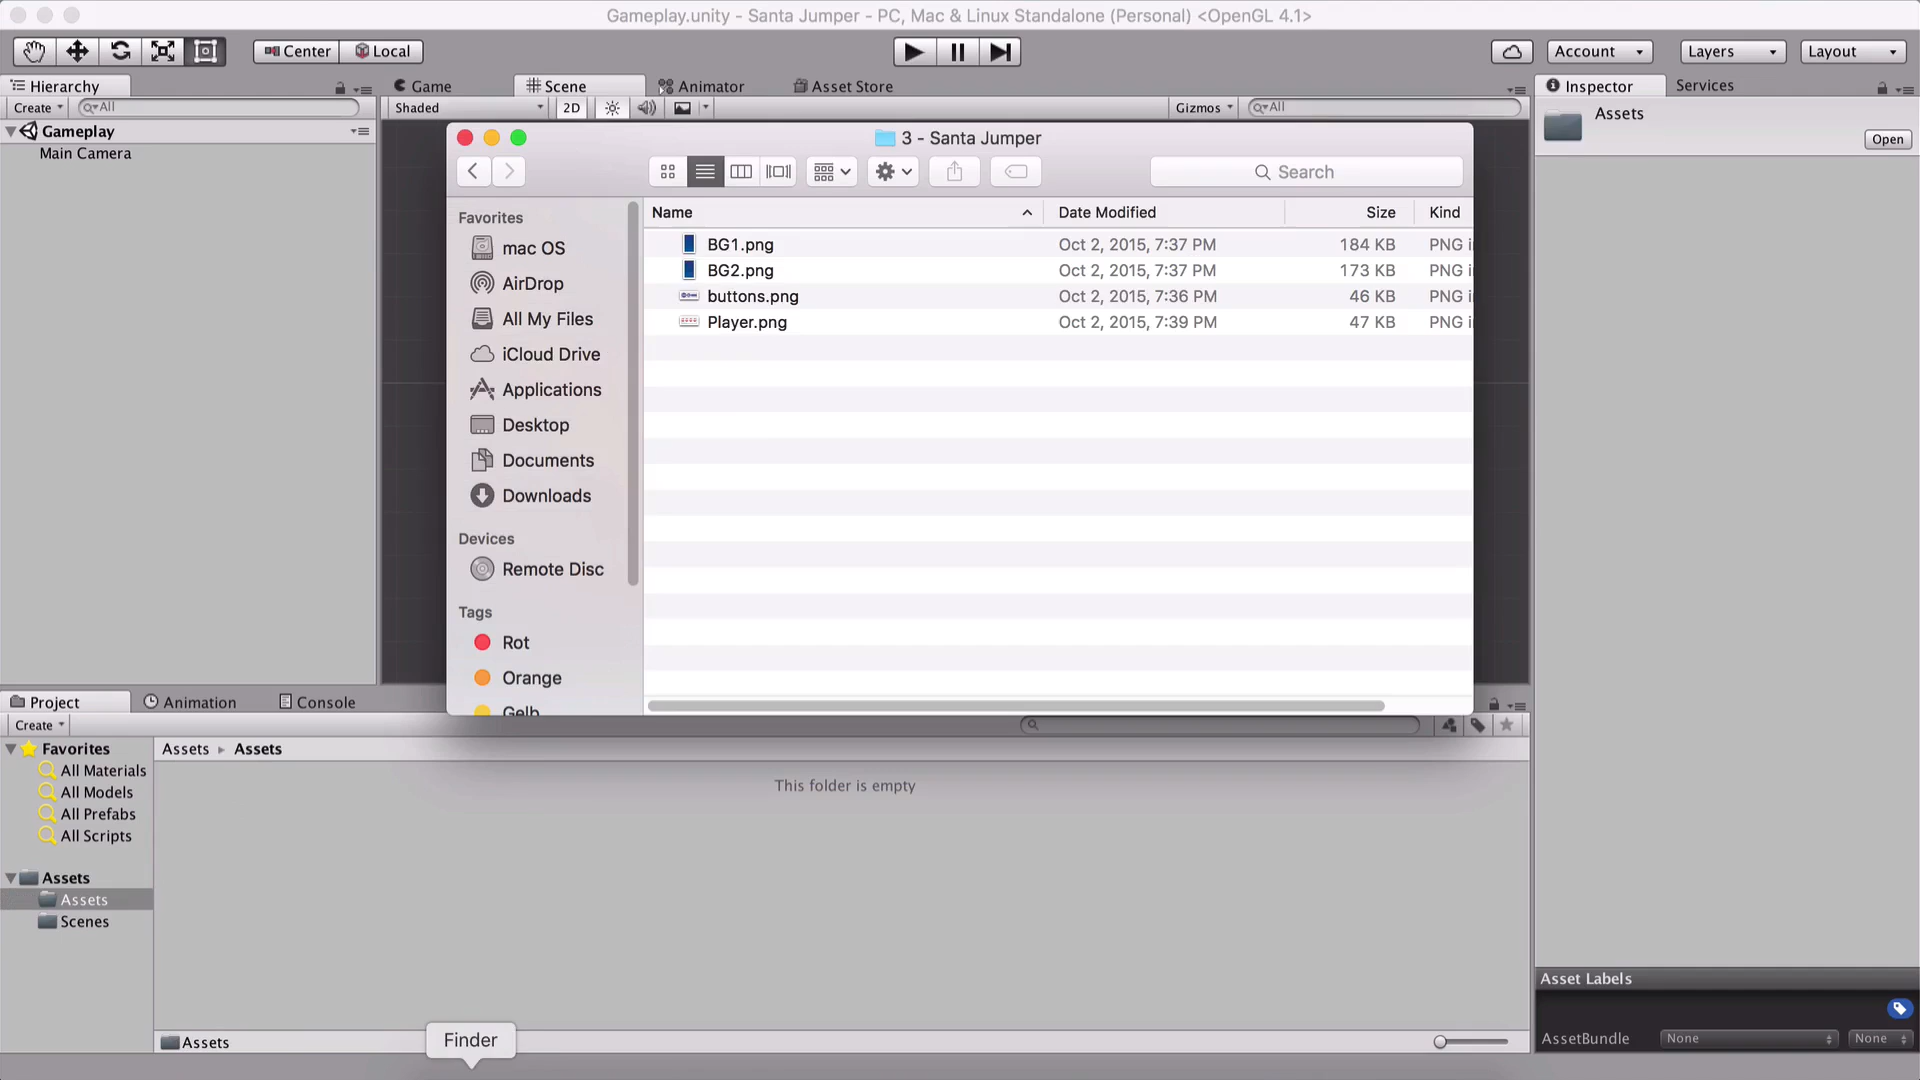 Gameplay.unity - Santa Jumper - PC, Mac & Linux Standalone (Personal) <OpenGL 4.1>
Center Local
Account Layers Layout
Hierarchy
Create All
Gameplay
Main Camera
Game Scene Animator Asset Store
Shaded 2D Gizmos All
Inspector Services
Assets
Open
3 - Santa Jumper
Search
Favorites
mac OS
AirDrop
All My Files
iCloud Drive
Applications
Desktop
Documents
Downloads
Devices
Remote Disc
Tags
Rot
Orange
Gelb
Name Date Modified Size Kind
BG1.png Oct 2, 2015, 7:37 PM 184 KB PNG i
BG2.png Oct 2, 2015, 7:37 PM 173 KB PNG i
buttons.png Oct 2, 2015, 7:36 PM 46 KB PNG i
Player.png Oct 2, 2015, 7:39 PM 47 KB PNG i
Project Animation Console
Create
Favorites
All Materials
All Models
All Prefabs
All Scripts
Assets
Assets
Scenes
Assets Assets
This folder is empty
Assets
Finder
Asset Labels
AssetBundle None None